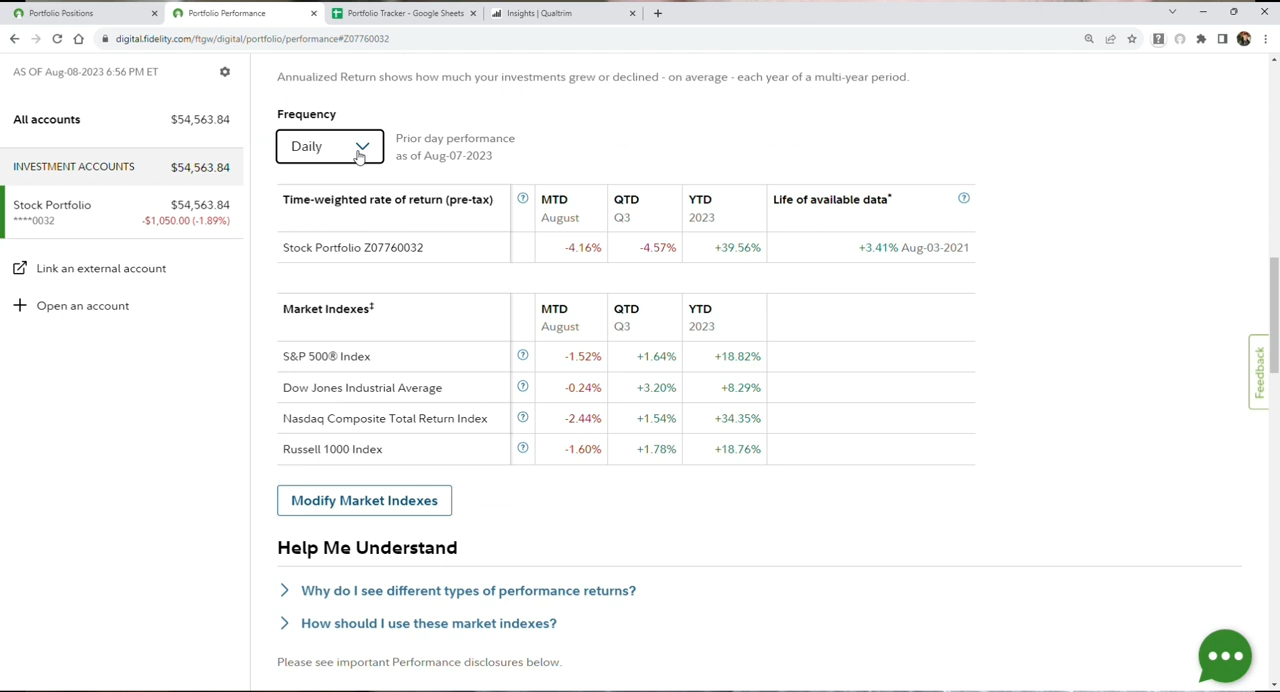 Portfolio Positions
Portfolio Performance
Portfolio Tracker - Google Sheets
Insights | Qualtrim
digital.fidelity.com/ftgw/digital/portfolio/performance#Z07760032
AS OF Aug-08-2023 6:56 PM ET
All accounts $54,563.84
INVESTMENT ACCOUNTS $54,563.84
Stock Portfolio $54,563.84
****0032 -$1,050.00 (-1.89%)
Link an external account
Open an account
Annualized Return shows how much your investments grew or declined - on average - each year of a multi-year period.
Frequency
Daily
Prior day performance
as of Aug-07-2023
Time-weighted rate of return (pre-tax) MTD QTD YTD Life of available data*
August Q3 2023
Stock Portfolio Z07760032 -4.16% -4.57% +39.56% +3.41% Aug-03-2021
Market Indexes‡ MTD QTD YTD
August Q3 2023
S&P 500® Index -1.52% +1.64% +18.82%
Dow Jones Industrial Average -0.24% +3.20% +8.29%
Nasdaq Composite Total Return Index -2.44% +1.54% +34.35%
Russell 1000 Index -1.60% +1.78% +18.76%
Modify Market Indexes
Help Me Understand
Why do I see different types of performance returns?
How should I use these market indexes?
Please see important Performance disclosures below.
Feedback